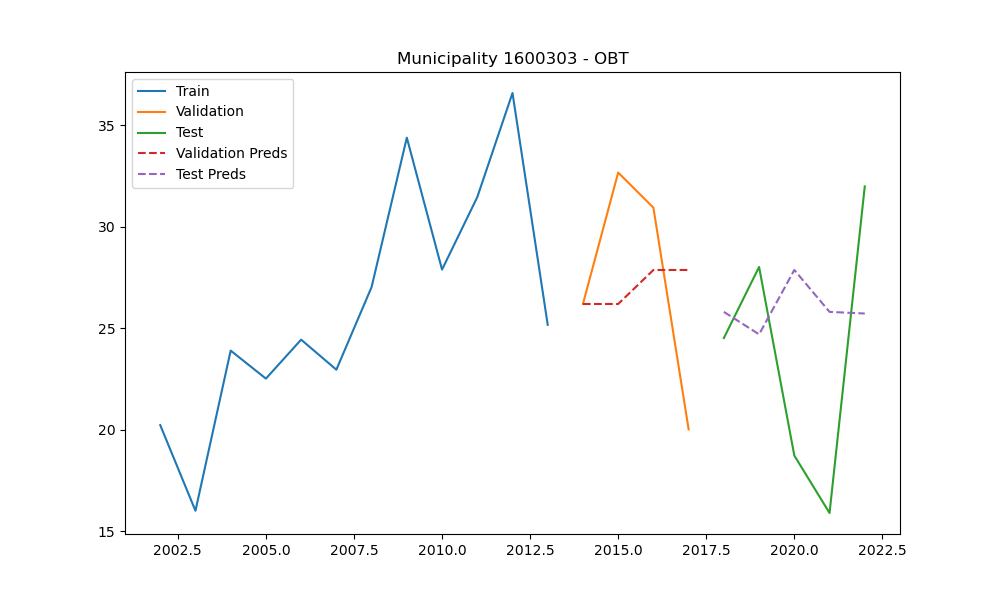 Municipality 1600303 - OBT
Train
Validation
Test
Validation Preds
Test Preds
35
30
25
20
15
2002.5 2005.0 2007.5 2010.0 2012.5 2015.0 2017.5 2020.0 2022.5